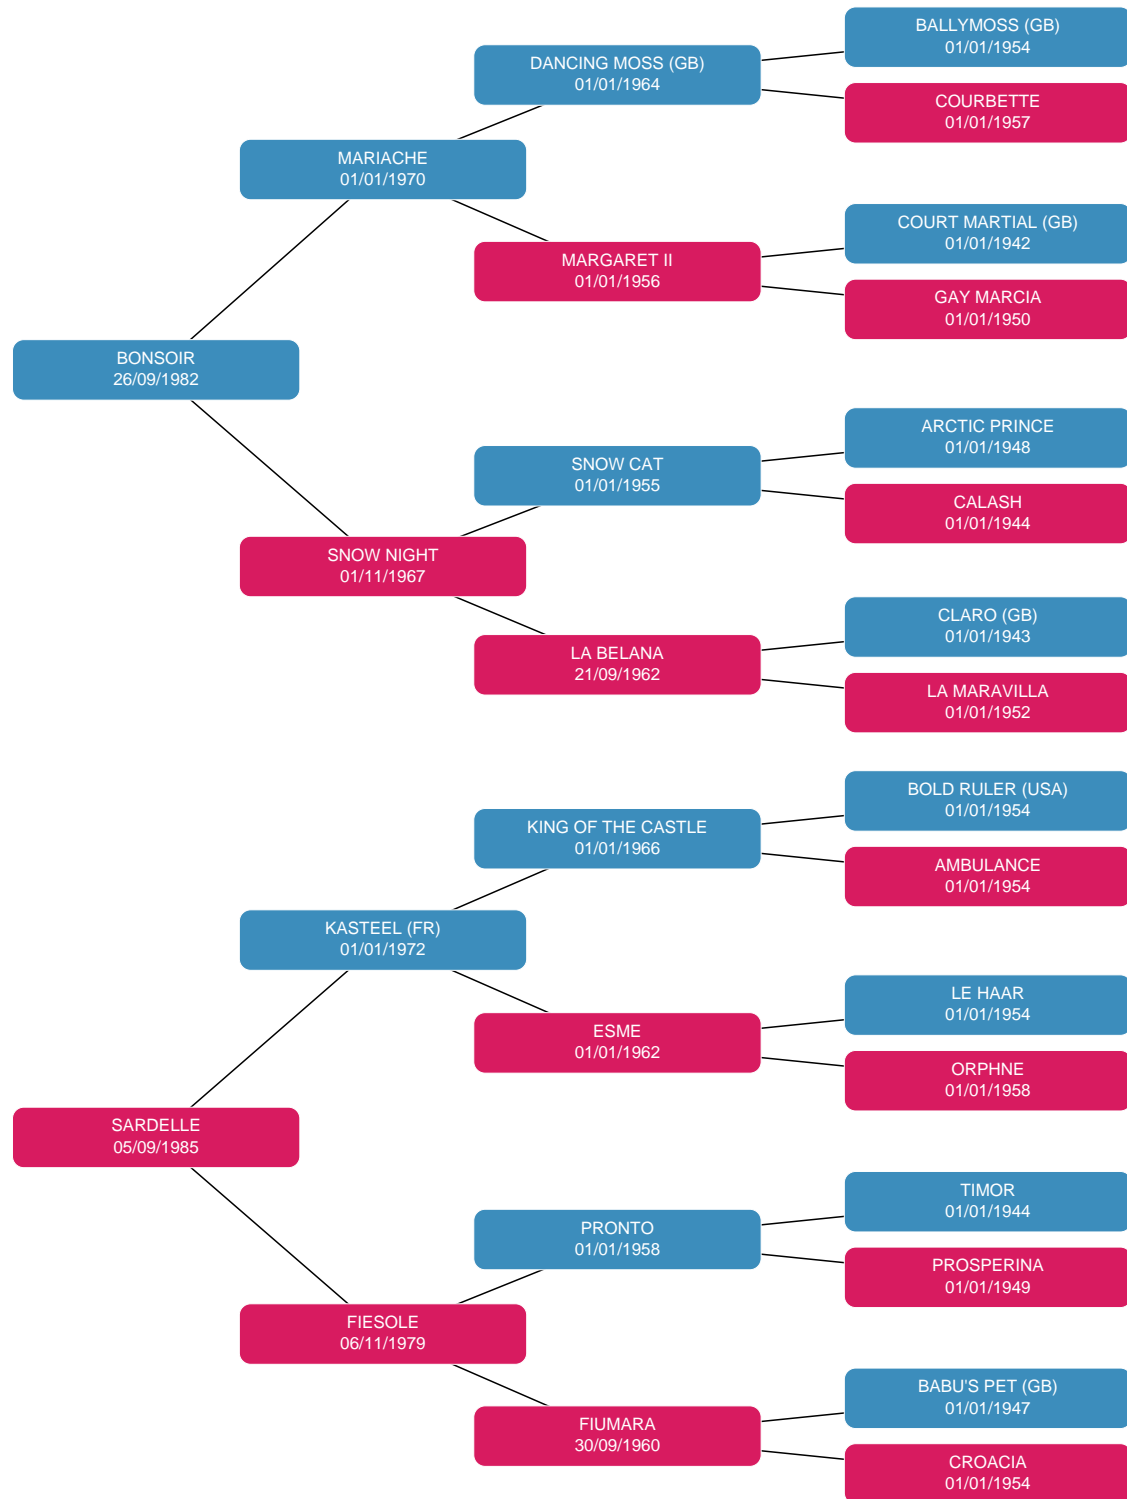 BALLYMOSS (GB)
01/01/1954
DANCING MOSS (GB)
01/01/1964
COURBETTE
01/01/1957
MARIACHE
01/01/1970
COURT MARTIAL (GB)
01/01/1942
MARGARET II
01/01/1956
GAY MARCIA
01/01/1950
BONSOIR
26/09/1982
ARCTIC PRINCE
01/01/1948
SNOW CAT
01/01/1955
CALASH
01/01/1944
SNOW NIGHT
01/11/1967
CLARO (GB)
01/01/1943
LA BELANA
21/09/1962
LA MARAVILLA
01/01/1952
BOLD RULER (USA)
01/01/1954
KING OF THE CASTLE
01/01/1966
AMBULANCE
01/01/1954
KASTEEL (FR)
01/01/1972
LE HAAR
01/01/1954
ESME
01/01/1962
ORPHNE
01/01/1958
SARDELLE
05/09/1985
TIMOR
01/01/1944
PRONTO
01/01/1958
PROSPERINA
01/01/1949
FIESOLE
06/11/1979
BABU'S PET (GB)
01/01/1947
FIUMARA
30/09/1960
CROACIA
01/01/1954